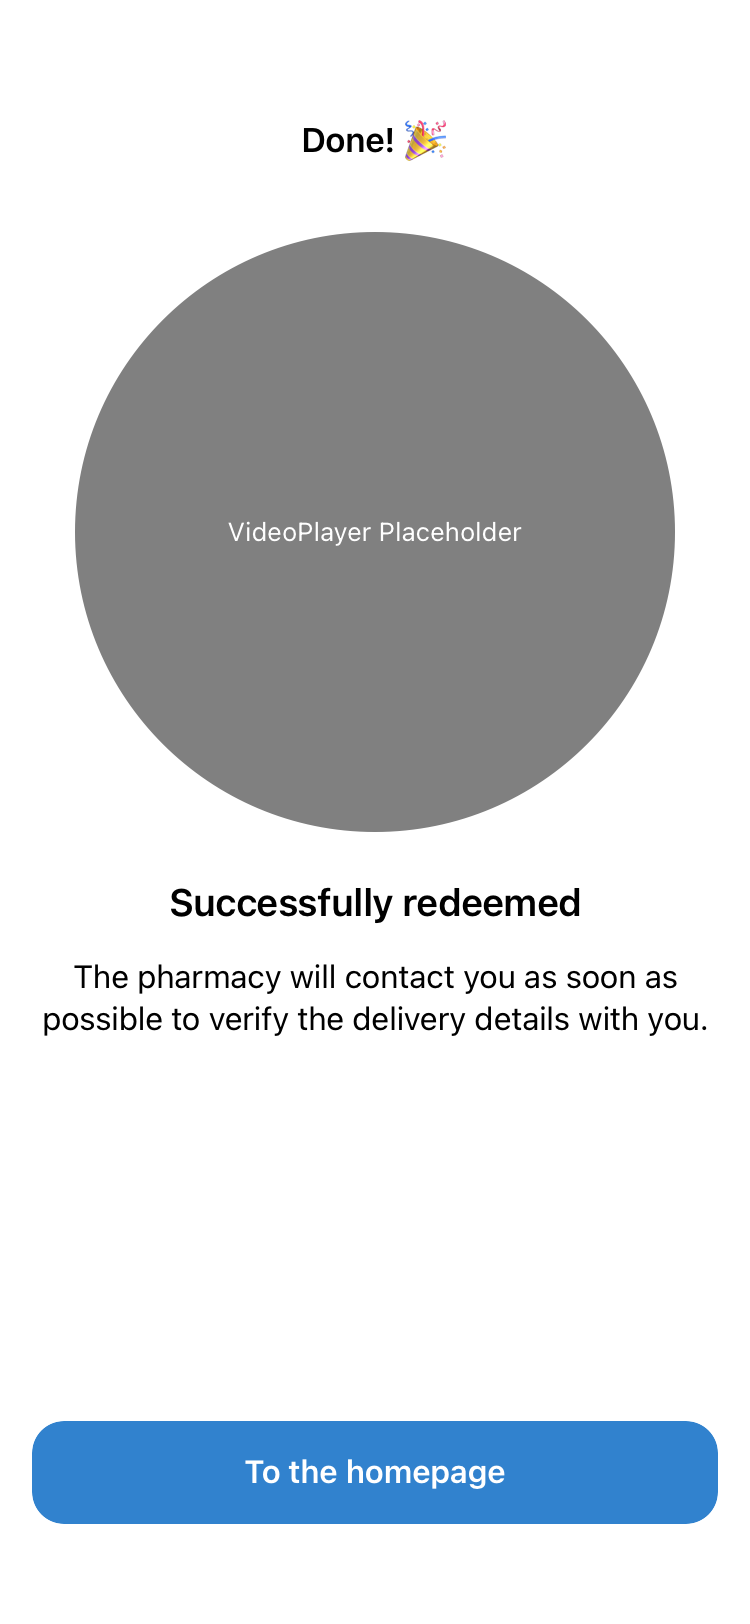 Done! 🎉
VideoPlayer Placeholder
Successfully redeemed
The pharmacy will contact you as soon as
possible to verify the delivery details with you.
To the homepage